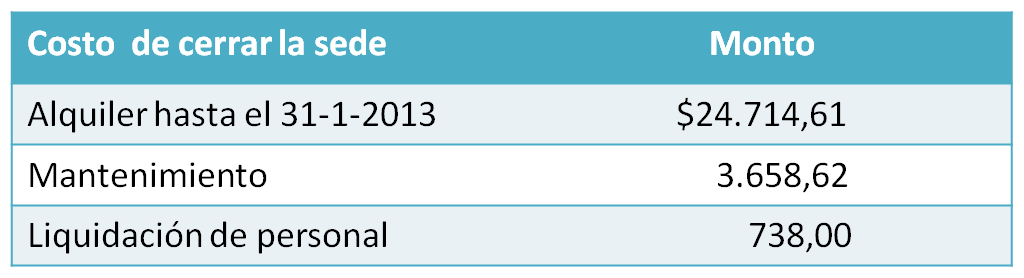 Costo de cerrar la sede Monto
Alquiler hasta el 31-1-2013 $24.714,61
Mantenimiento 3.658,62
Liquidación de personal 738,00